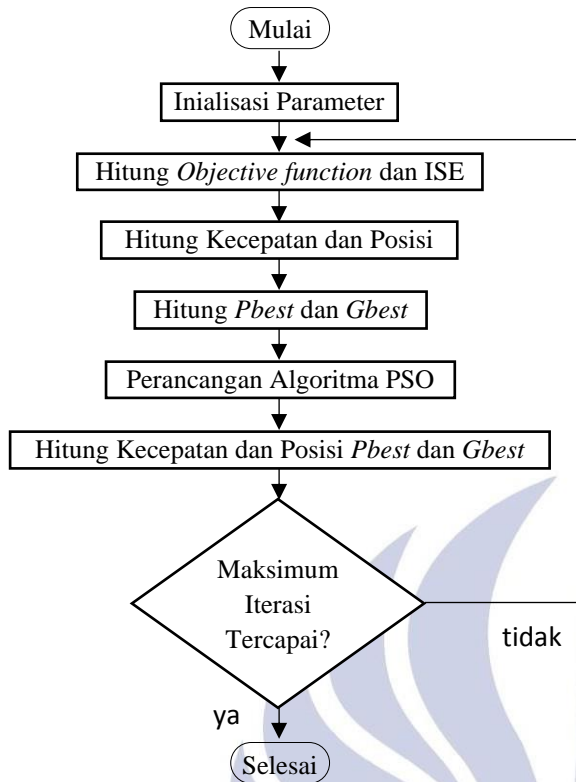 Mulai
Inialisasi Parameter
Hitung Objective function dan ISE
Hitung Kecepatan dan Posisi
Hitung Pbest dan Gbest
Perancangan Algoritma PSO
Hitung Kecepatan dan Posisi Pbest dan Gbest
Maksimum
Iterasi
Tercapai?
tidak
ya
Selesai